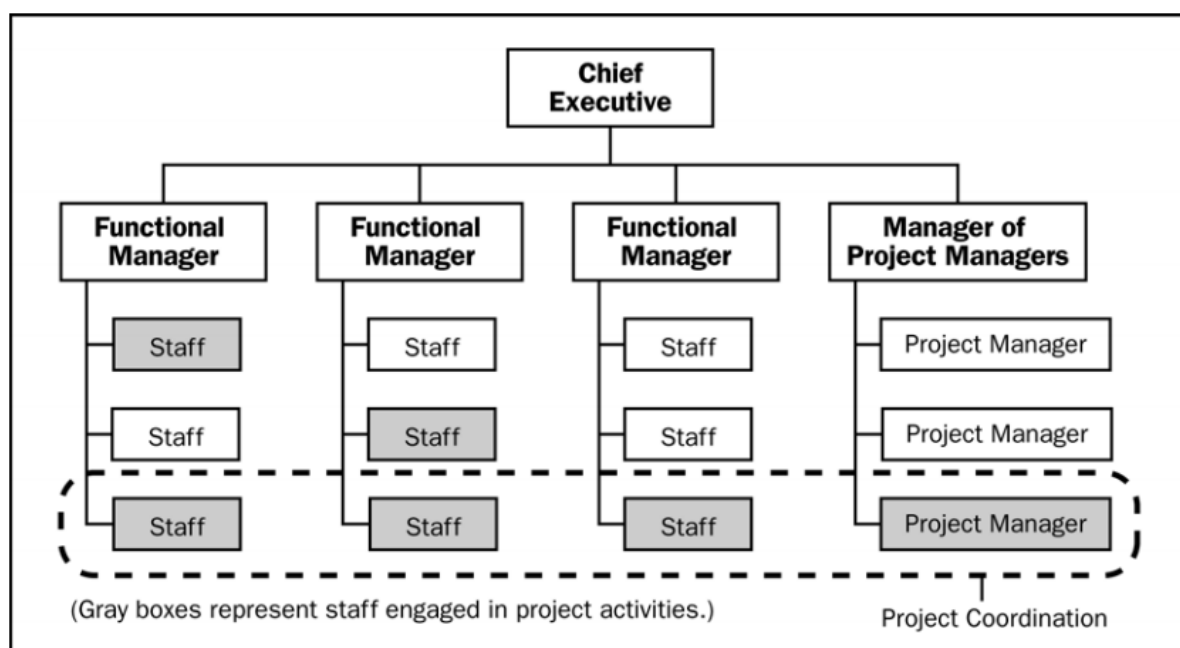 Chief
Executive
Functional
Manager
Functional
Manager
Functional
Manager
Manager of
Project Managers
Staff
Staff
Staff
Project Manager
Staff
Staff
Staff
Project Manager
Staff
Staff
Staff
Project Manager
(Gray boxes represent staff engaged in project activities.)
Project Coordination